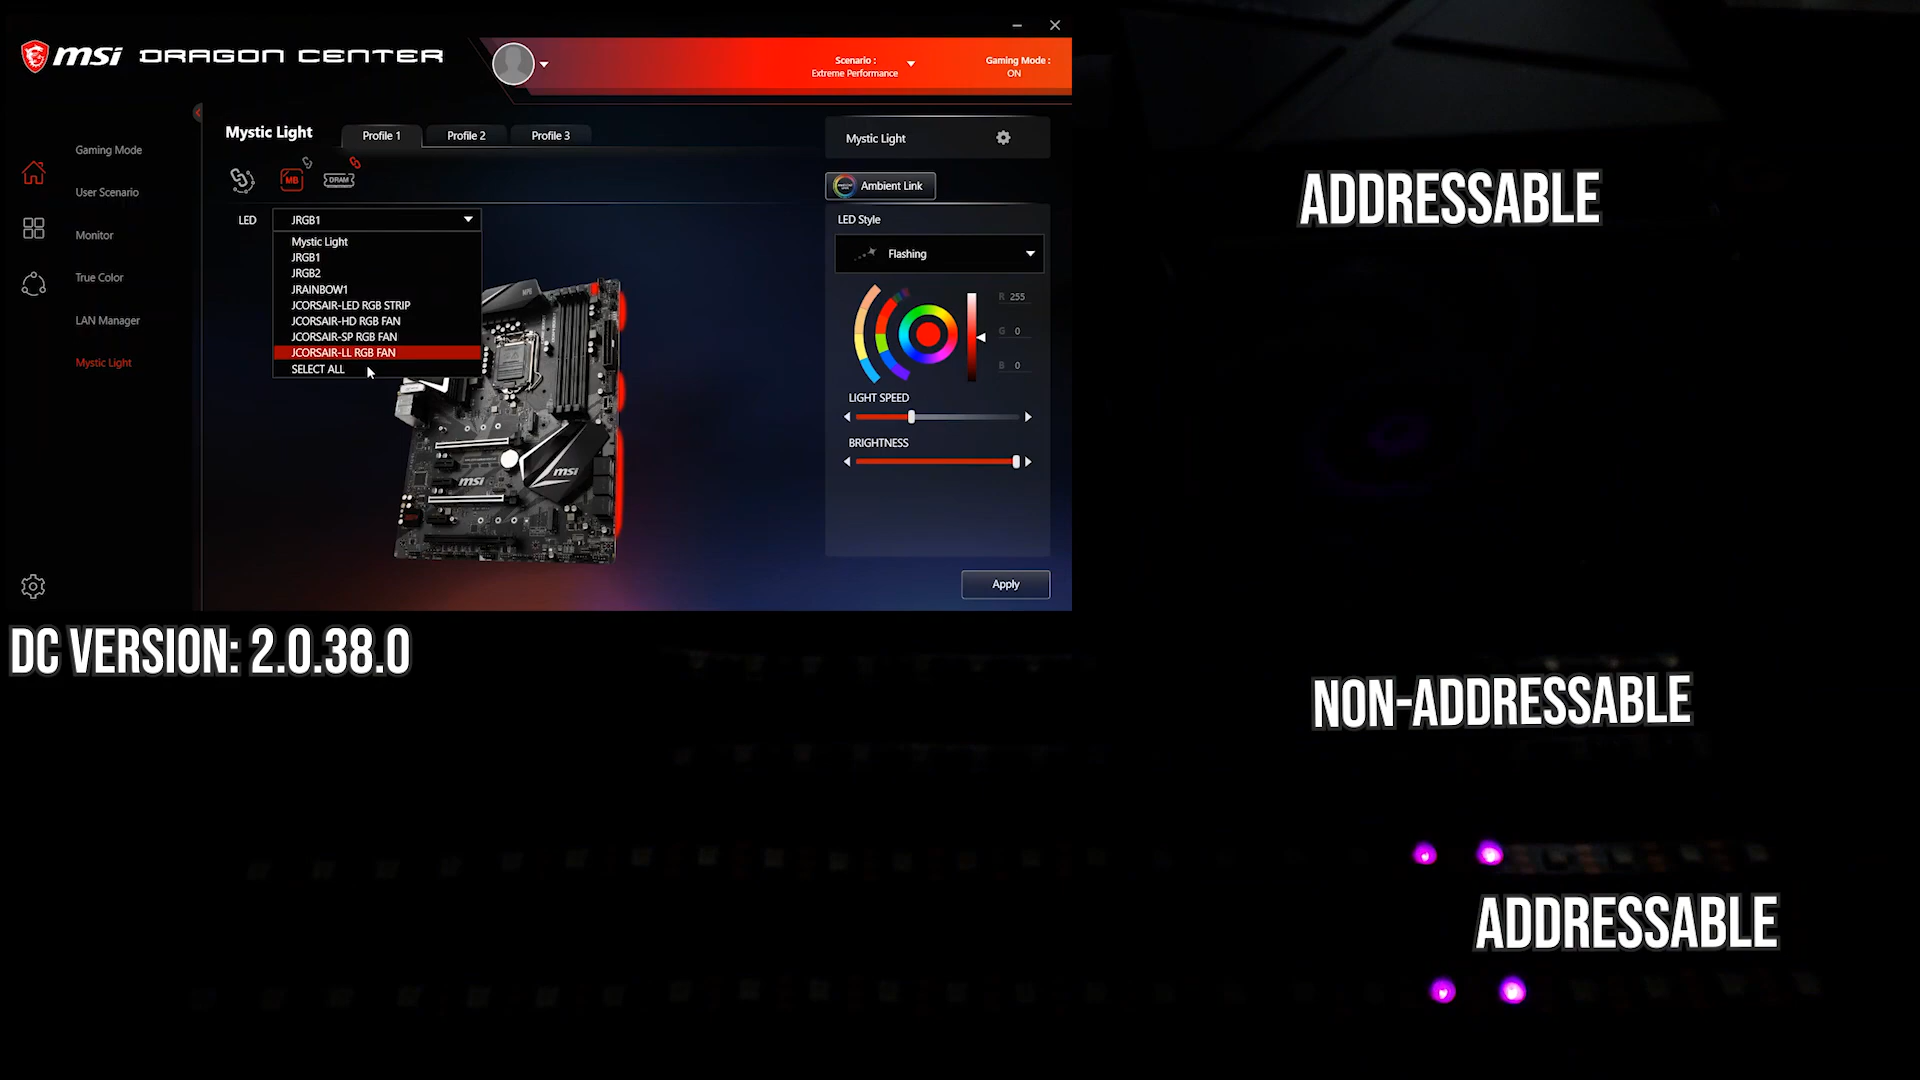 msi DRAGON CENTER
Scenario :
Extreme Performance
Gaming Mode :
ON
Gaming Mode
User Scenario
Monitor
True Color
LAN Manager
Mystic Light
Mystic Light
Profile 1
Profile 2
Profile 3
MB
DRAM
LED
JRGB1
Mystic Light
JRGB1
JRGB2
JRAINBOW1
JCORSAIR-LED RGB STRIP
JCORSAIR-HD RGB FAN
JCORSAIR-SP RGB FAN
JCORSAIR-LL RGB FAN
SELECT ALL
msi
msi
Mystic Light
Ambient Link
LED Style
Flashing
R 255
G 0
B 0
LIGHT SPEED
BRIGHTNESS
Apply
DC VERSION: 2.0.38.0
ADDRESSABLE
NON-ADDRESSABLE
ADDRESSABLE